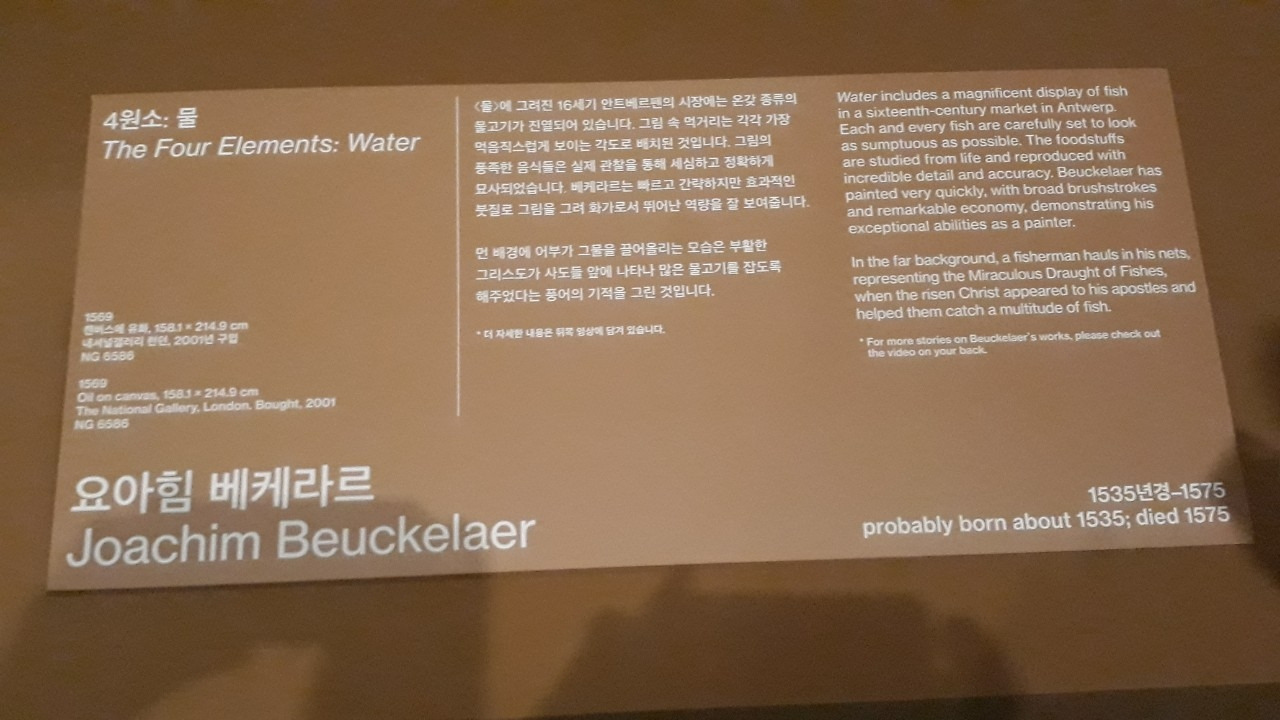 4원소: 물
The Four Elements: Water
1569
캔버스에 유화, 158.1 × 214.9 cm
내셔널갤러리 런던, 2001년 구입
NG 6586
1569
Oil on canvas, 158.1 × 214.9 cm
The National Gallery, London. Bought, 2001
NG 6586
요아힘 베케라르
Joachim Beuckelaer
〈물〉에 그려진 16세기 안트베르펜의 시장에는 온갖 종류의
물고기가 진열되어 있습니다. 그림 속 먹거리는 각각 가장
먹음직스럽게 보이는 각도로 배치된 것입니다. 그림의
풍족한 음식들은 실제 관찰을 통해 세심하고 정확하게
묘사되었습니다. 베케라르는 빠르고 간략하지만 효과적인
붓질로 그림을 그려 화가로서 뛰어난 역량을 잘 보여줍니다.
먼 배경에 어부가 그물을 끌어올리는 모습은 부활한
그리스도가 사도들 앞에 나타나 많은 물고기를 잡도록
해주었다는 풍어의 기적을 그린 것입니다.
* 더 자세한 내용은 뒤쪽 영상에 담겨 있습니다.
Water includes a magnificent display of fish
in a sixteenth-century market in Antwerp.
Each and every fish are carefully set to look
as sumptuous as possible. The foodstuffs
are studied from life and reproduced with
incredible detail and accuracy. Beuckelaer has
painted very quickly, with broad brushstrokes
and remarkable economy, demonstrating his
exceptional abilities as a painter.
In the far background, a fisherman hauls in his nets,
representing the Miraculous Draught of Fishes,
when the risen Christ appeared to his apostles and
helped them catch a multitude of fish.
* For more stories on Beuckelaer's works, please check out
the video on your back.
1535년경–1575
probably born about 1535; died 1575